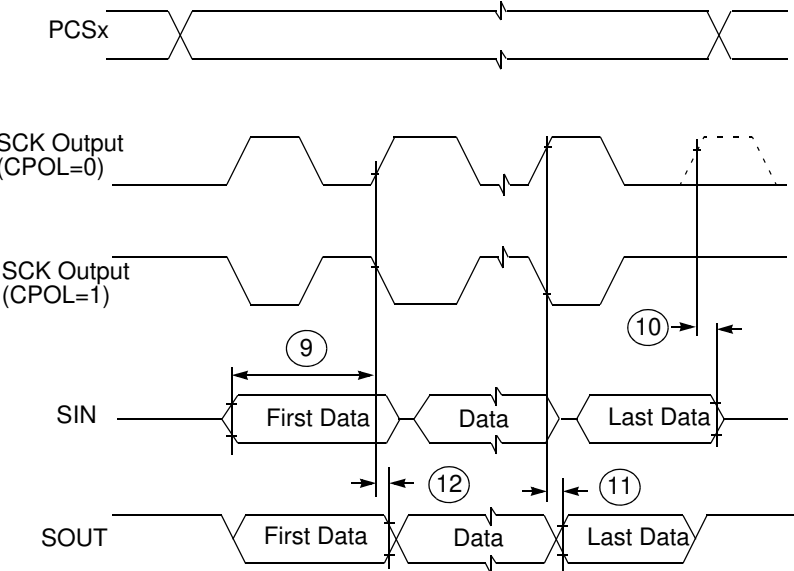 PCSx
SCK Output
(CPOL=0)
SCK Output
(CPOL=1)
10
9
SIN
First Data
Data
Last Data
12
11
SOUT
First Data
Data
Last Data